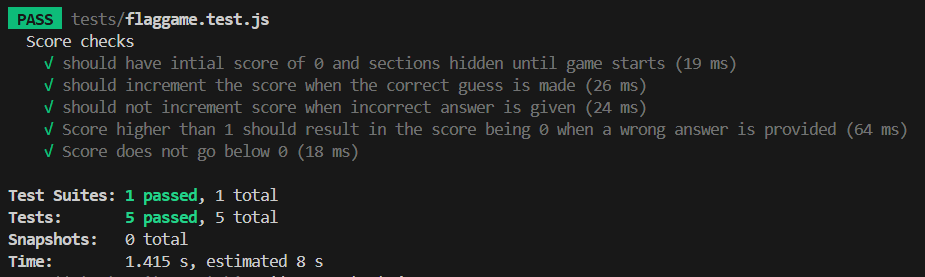 PASS tests/flaggame.test.js
Score checks
√ should have intial score of 0 and sections hidden until game starts (19 ms)
√ should increment the score when the correct guess is made (26 ms)
√ should not increment score when incorrect answer is given (24 ms)
√ Score higher than 1 should result in the score being 0 when a wrong answer is provided (64 ms)
√ Score does not go below 0 (18 ms)
Test Suites: 1 passed, 1 total
Tests: 5 passed, 5 total
Snapshots: 0 total
Time: 1.415 s, estimated 8 s